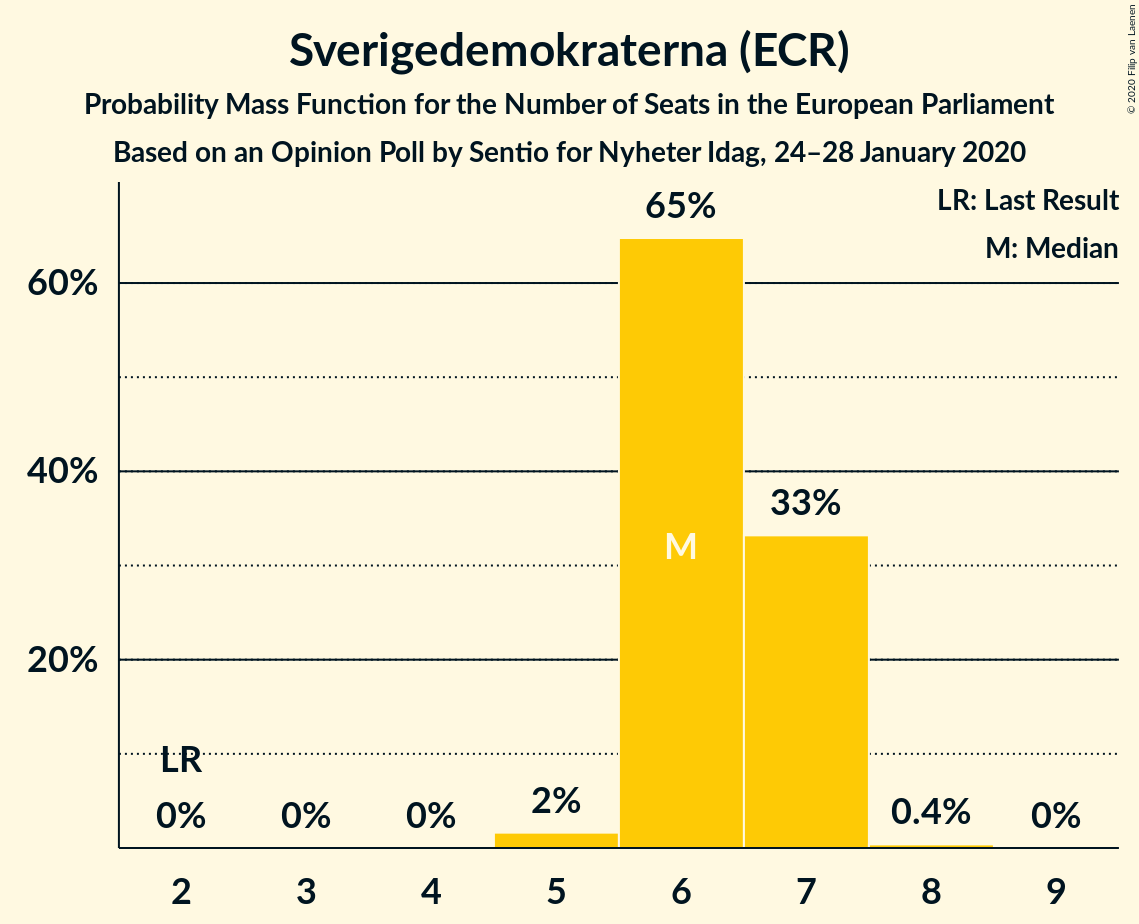 Sverigedemokraterna (ECR)
Probability Mass Function for the Number of Seats in the European Parliament
Based on an Opinion Poll by Sentio for Nyheter Idag, 24–28 January 2020
© 2020 Filip van Laenen
LR: Last Result
M: Median
65%
60%
33%
40%
M
20%
LR
0%
0%
0%
2%
0.4%
0%
2
3
4
5
6
7
8
9